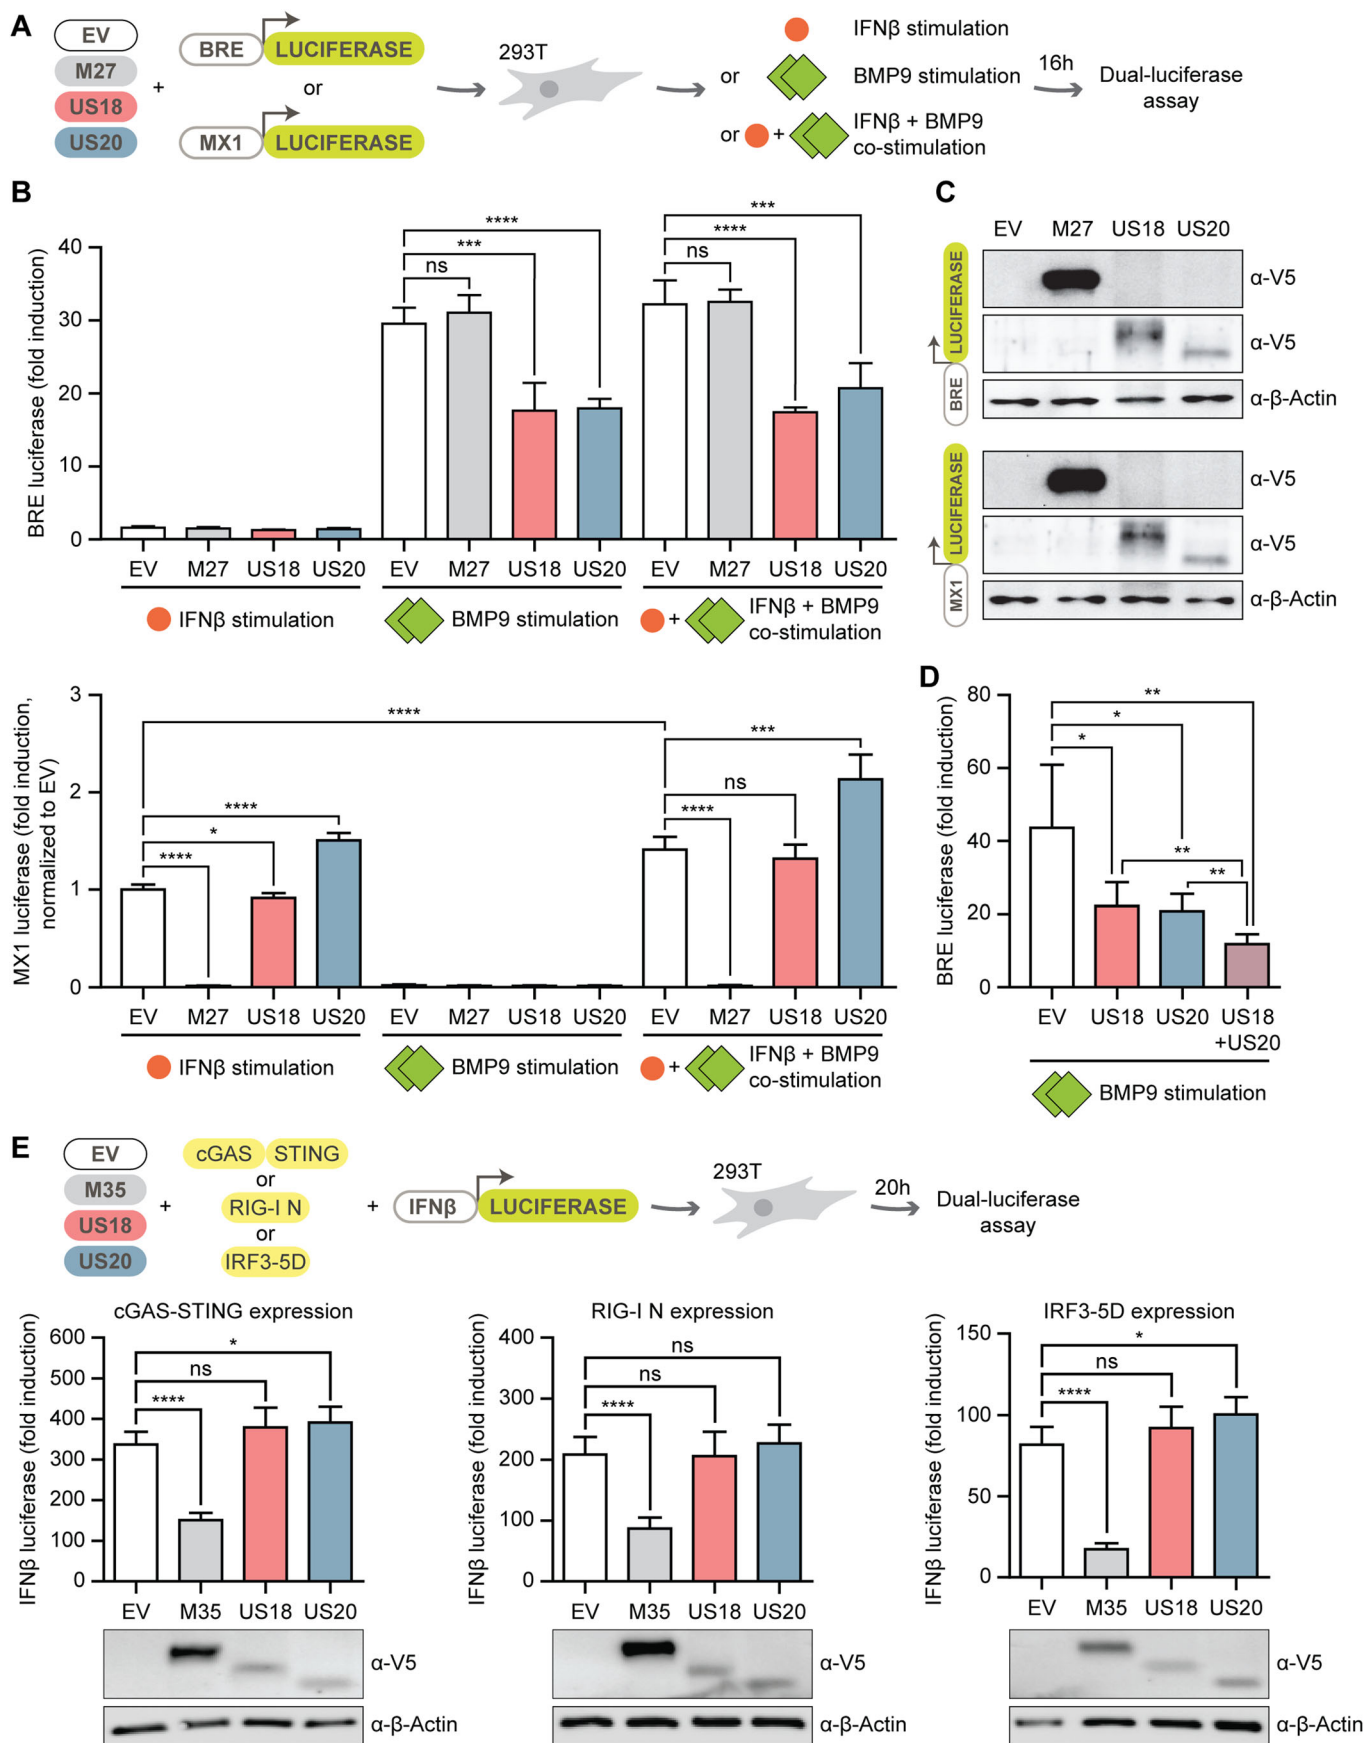 A
EV
M27
US18
US20
+
BRE LUCIFERASE
or
MX1 LUCIFERASE
293T
IFNβ stimulation
or BMP9 stimulation
or + IFNβ + BMP9
co-stimulation
16h
Dual-luciferase
assay
B
BRE luciferase (fold induction)
40
30
20
10
0
ns
***
****
ns
****
***
EV M27 US18 US20 EV M27 US18 US20 EV M27 US18 US20
IFNβ stimulation
BMP9 stimulation
+ IFNβ + BMP9
co-stimulation
MX1 luciferase (fold induction,
normalized to EV)
3
2
1
0
****
*
****
****
****
ns
***
EV M27 US18 US20 EV M27 US18 US20 EV M27 US18 US20
IFNβ stimulation
BMP9 stimulation
+ IFNβ + BMP9
co-stimulation
C
EV M27 US18 US20
BRE LUCIFERASE
α-V5
α-V5
α-β-Actin
MX1 LUCIFERASE
α-V5
α-V5
α-β-Actin
D
BRE luciferase (fold induction)
80
60
40
20
0
**
*
*
**
**
EV US18 US20 US18
+US20
BMP9 stimulation
E
EV
M35
US18
US20
+
cGAS STING
or
RIG-I N
or
IRF3-5D
+
IFNβ LUCIFERASE
293T
20h
Dual-luciferase
assay
cGAS-STING expression
IFNβ luciferase (fold induction)
600
500
400
300
200
100
0
*
ns
****
EV M35 US18 US20
α-V5
α-β-Actin
RIG-I N expression
IFNβ luciferase (fold induction)
400
300
200
100
0
ns
ns
****
EV M35 US18 US20
α-V5
α-β-Actin
IRF3-5D expression
IFNβ luciferase (fold induction)
150
100
50
0
*
ns
****
EV M35 US18 US20
α-V5
α-β-Actin